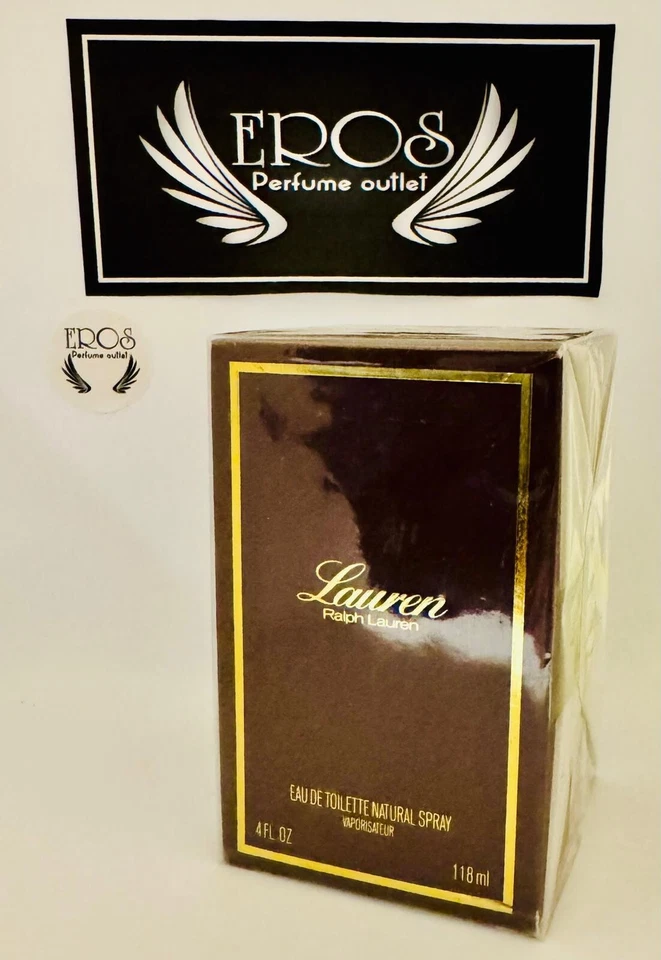 EROS
Perfume outlet
EROS
Perfume outlet
Lauren
Ralph Lauren
EAU DE TOILETTE NATURAL SPRAY
VAPORISATEUR
4 FL. OZ
118 ml